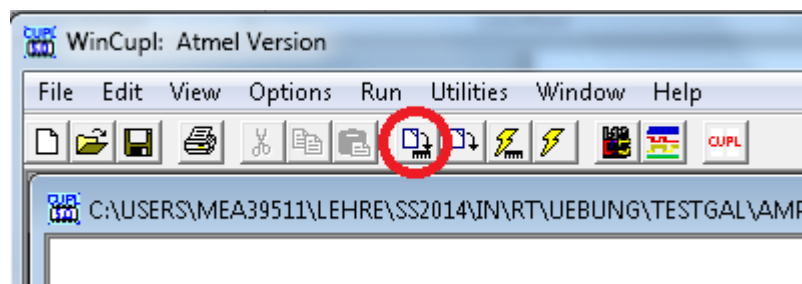 WinCupl: Atmel Version
File Edit View Options Run Utilities Window Help
CUPL
C:\USERS\MEA39511\LEHRE\SS2014\IN\RT\UEBUNG\TESTGAL\AMP